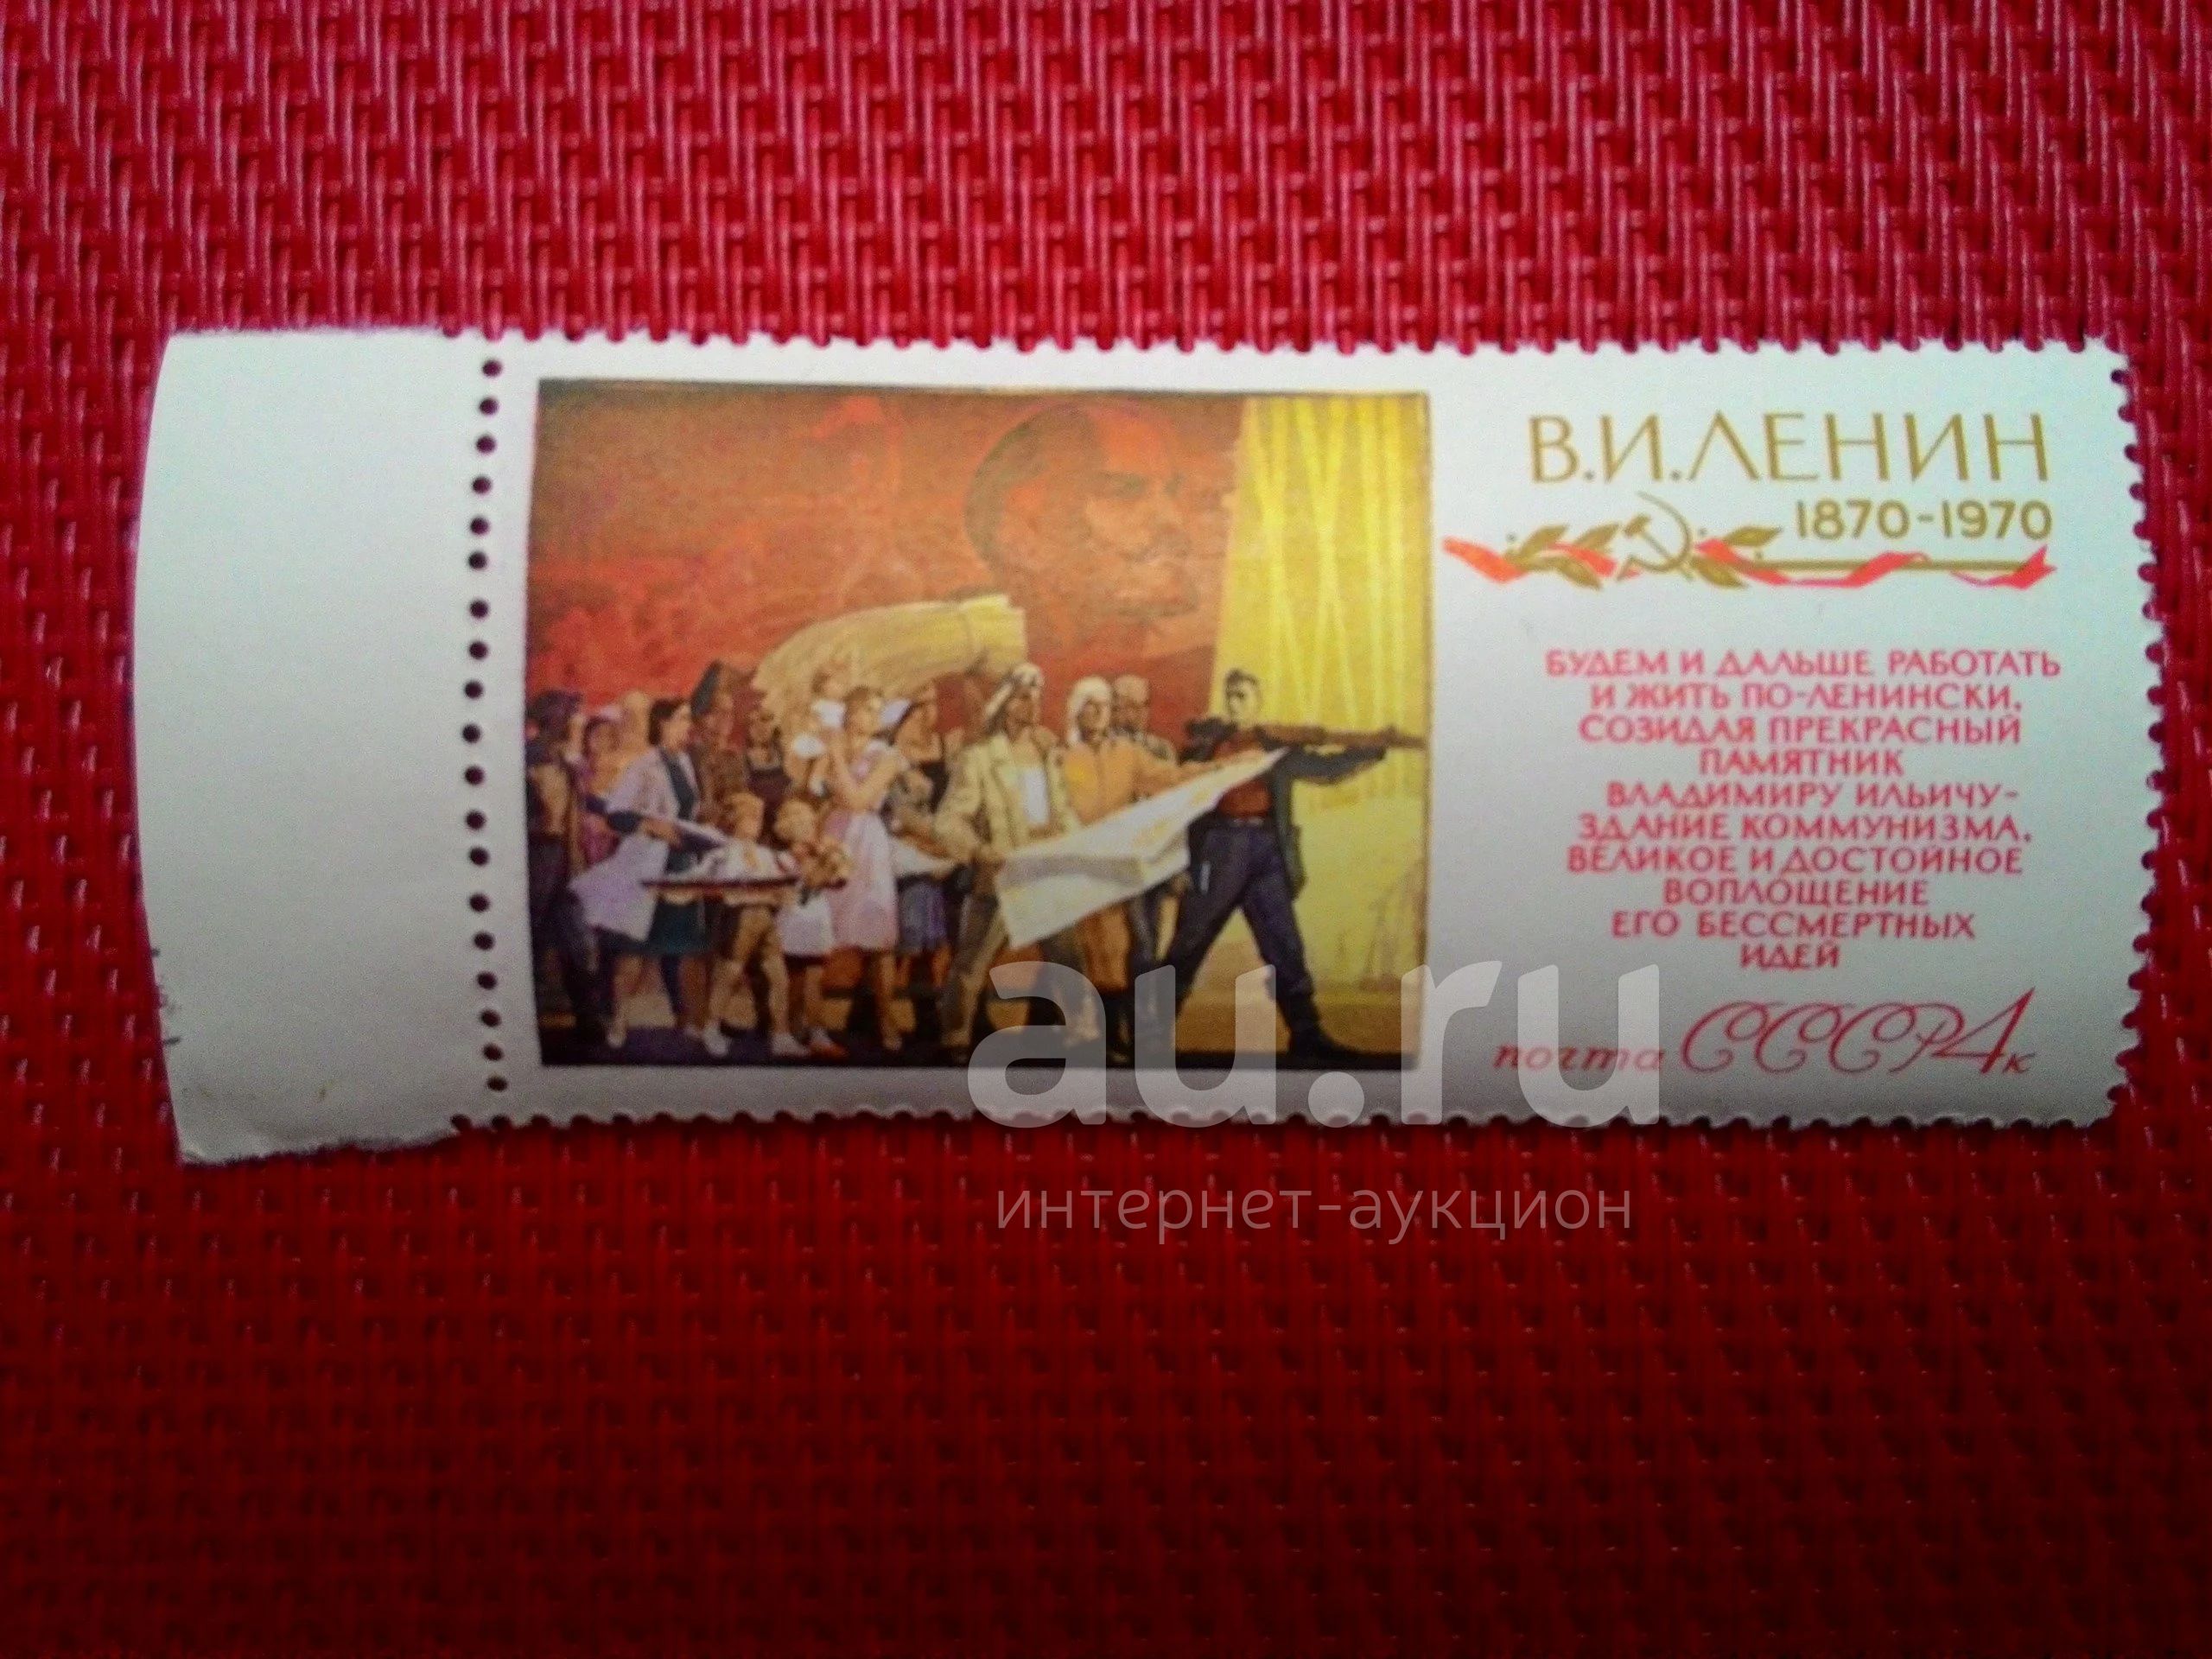 В.И.ЛЕНИН
1870-1970
БУДЕМ И ДАЛЬШЕ РАБОТАТЬ
И ЖИТЬ ПО-ЛЕНИНСКИ,
СОЗИДАЯ ПРЕКРАСНЫЙ
ПАМЯТНИК
ВЛАДИМИРУ ИЛЬИЧУ-
ЗДАНИЕ КОММУНИЗМА,
ВЕЛИКОЕ И ДОСТОЙНОЕ
ВОПЛОЩЕНИЕ
ЕГО БЕССМЕРТНЫХ
ИДЕЙ
почта СССР 4к
au.ru
интернет-аукцион